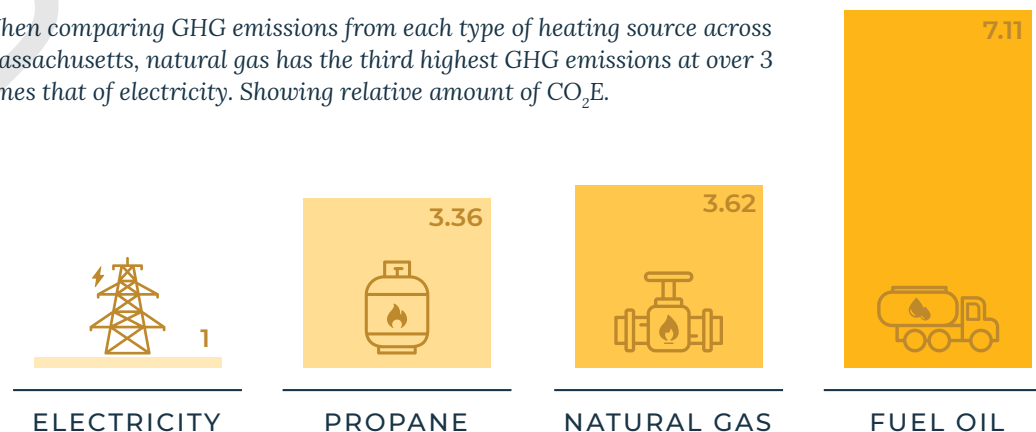 hen comparing GHG emissions from each type of heating source across
assachusetts, natural gas has the third highest GHG emissions at over 3
mes that of electricity. Showing relative amount of CO₂E.
7.11
3.36
3.62
1
ELECTRICITY
PROPANE
NATURAL GAS
FUEL OIL